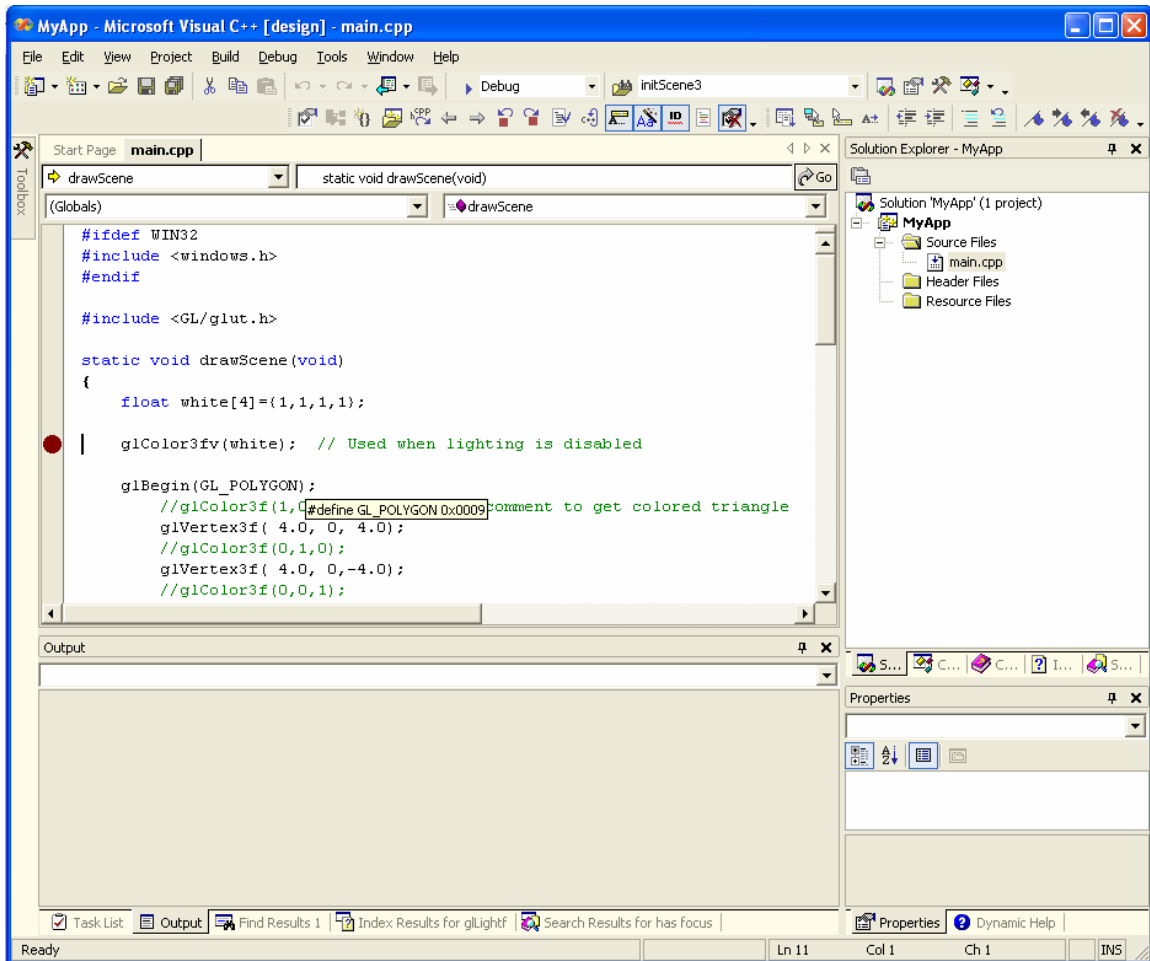 MyApp - Microsoft Visual C++ [design] - main.cpp
File Edit View Project Build Debug Tools Window Help
Debug initScene3
CPP ID A±
Toolbox
Start Page main.cpp
drawScene static void drawScene(void) Go
(Globals) drawScene
#ifdef WIN32
#include <windows.h>
#endif
#include <GL/glut.h>
static void drawScene(void)
{
float white[4]={1,1,1,1};
glColor3fv(white); // Used when lighting is disabled
glBegin(GL_POLYGON);
//glColor3f(1,0 #define GL_POLYGON 0x0009 comment to get colored triangle
glVertex3f( 4.0, 0, 4.0);
//glColor3f(0,1,0);
glVertex3f( 4.0, 0,-4.0);
//glColor3f(0,0,1);
Solution Explorer - MyApp
Solution 'MyApp' (1 project)
MyApp
Source Files
main.cpp
Header Files
Resource Files
S... C... C... I... S...
Output
Properties
Task List Output Find Results 1 Index Results for glLightf Search Results for has focus
Properties Dynamic Help
Ready Ln 11 Col 1 Ch 1 INS